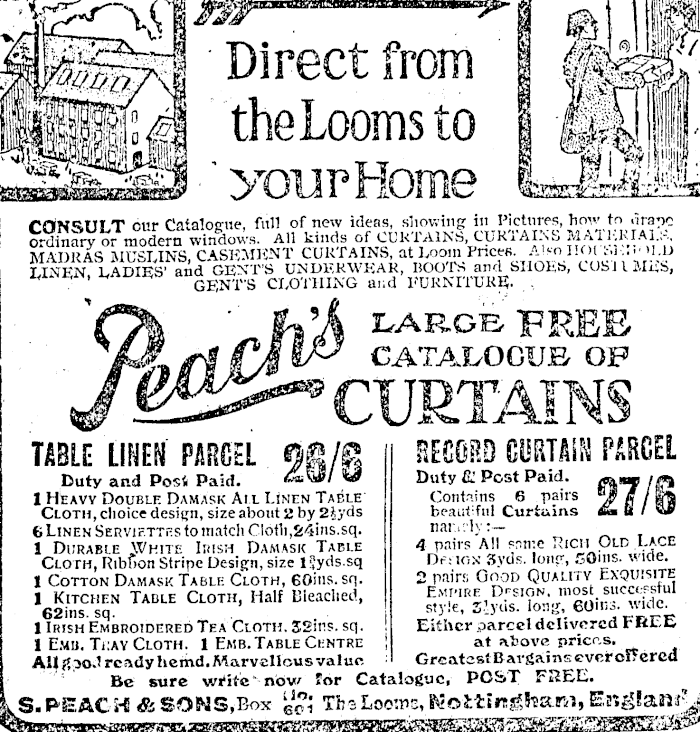 Direct from
the Looms to
your Home
CONSULT our Catalogue, full of new ideas, showing in Pictures, how to drape
ordinary or modern windows. All kinds of CURTAINS, CURTAINS MATERIALS,
MADRAS MUSLINS, CASEMENT CURTAINS, at Loom Prices. Also HOUSEHOLD
LINEN, LADIES' and GENT'S UNDERWEAR, BOOTS and SHOES, COSTUMES,
GENT'S CLOTHING and FURNITURE.
Peach's LARGE FREE
CATALOGUE OF
CURTAINS
TABLE LINEN PARCEL 26/6
Duty and Post Paid.
1 HEAVY DOUBLE DAMASK ALL LINEN TABLE
CLOTH, choice design, size about 2 by 2½yds
6 LINEN SERVIETTES to match Cloth, 24ins. sq.
1 DURABLE WHITE IRISH DAMASK TABLE
CLOTH, Ribbon Stripe Design, size yds. sq
1 COTTON DAMASK TABLE CLOTH, 60ins. sq.
1 KITCHEN TABLE CLOTH, Half Bleached,
62ins. sq.
1 IRISH EMBROIDERED TEA CLOTH. 32ins. sq.
1 EMB. TRAY CLOTH. 1 EMB. TABLE CENTRE
All good ready hemd. Marvellous value
RECORD CURTAIN PARCEL
Duty & Post Paid.
Contains 6 pairs
beautiful Curtains
namely:—
27/6
4 pairs All same RICH OLD LACE
DESIGN 3yds. long, 50ins. wide.
2 pairs GOOD QUALITY EXQUISITE
EMPIRE DESIGN, most successful
style, 3½yds. long, 60ins. wide.
Either parcel delivered FREE
at above prices.
Greatest Bargains ever offered
Be sure write now for Catalogue, POST FREE.
S. PEACH & SONS, Box No. 691 The Looms, Nottingham, England